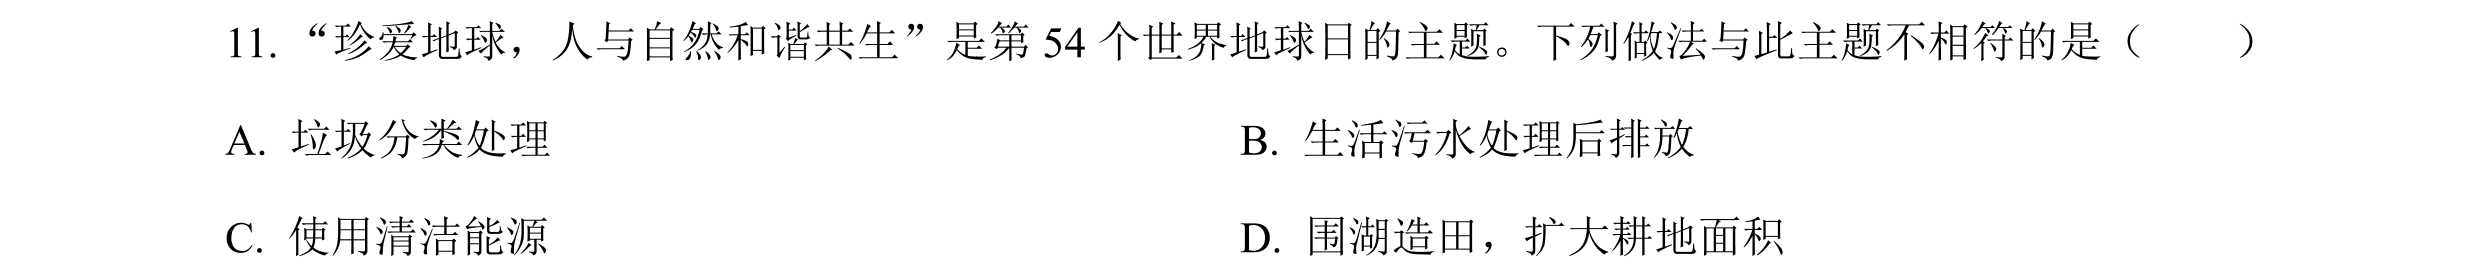 11. “珍爱地球，人与自然和谐共生”是第 54 个世界地球日的主题。下列做法与此主题不相符的是（　　）
A. 垃圾分类处理　　B. 生活污水处理后排放
C. 使用清洁能源　　D. 围湖造田，扩大耕地面积